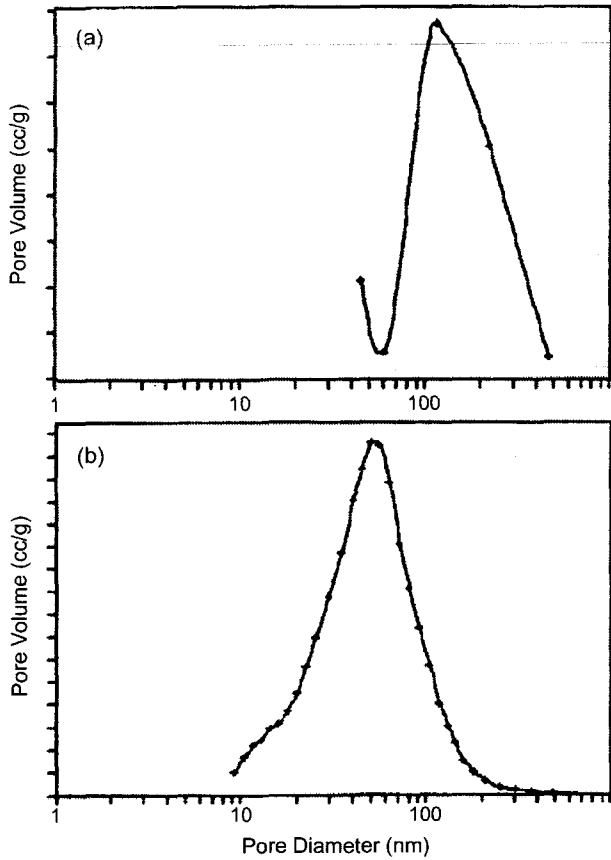 (a)
Pore Volume (cc/g)
1 10 100
(b)
Pore Volume (cc/g)
1 10 100
Pore Diameter (nm)